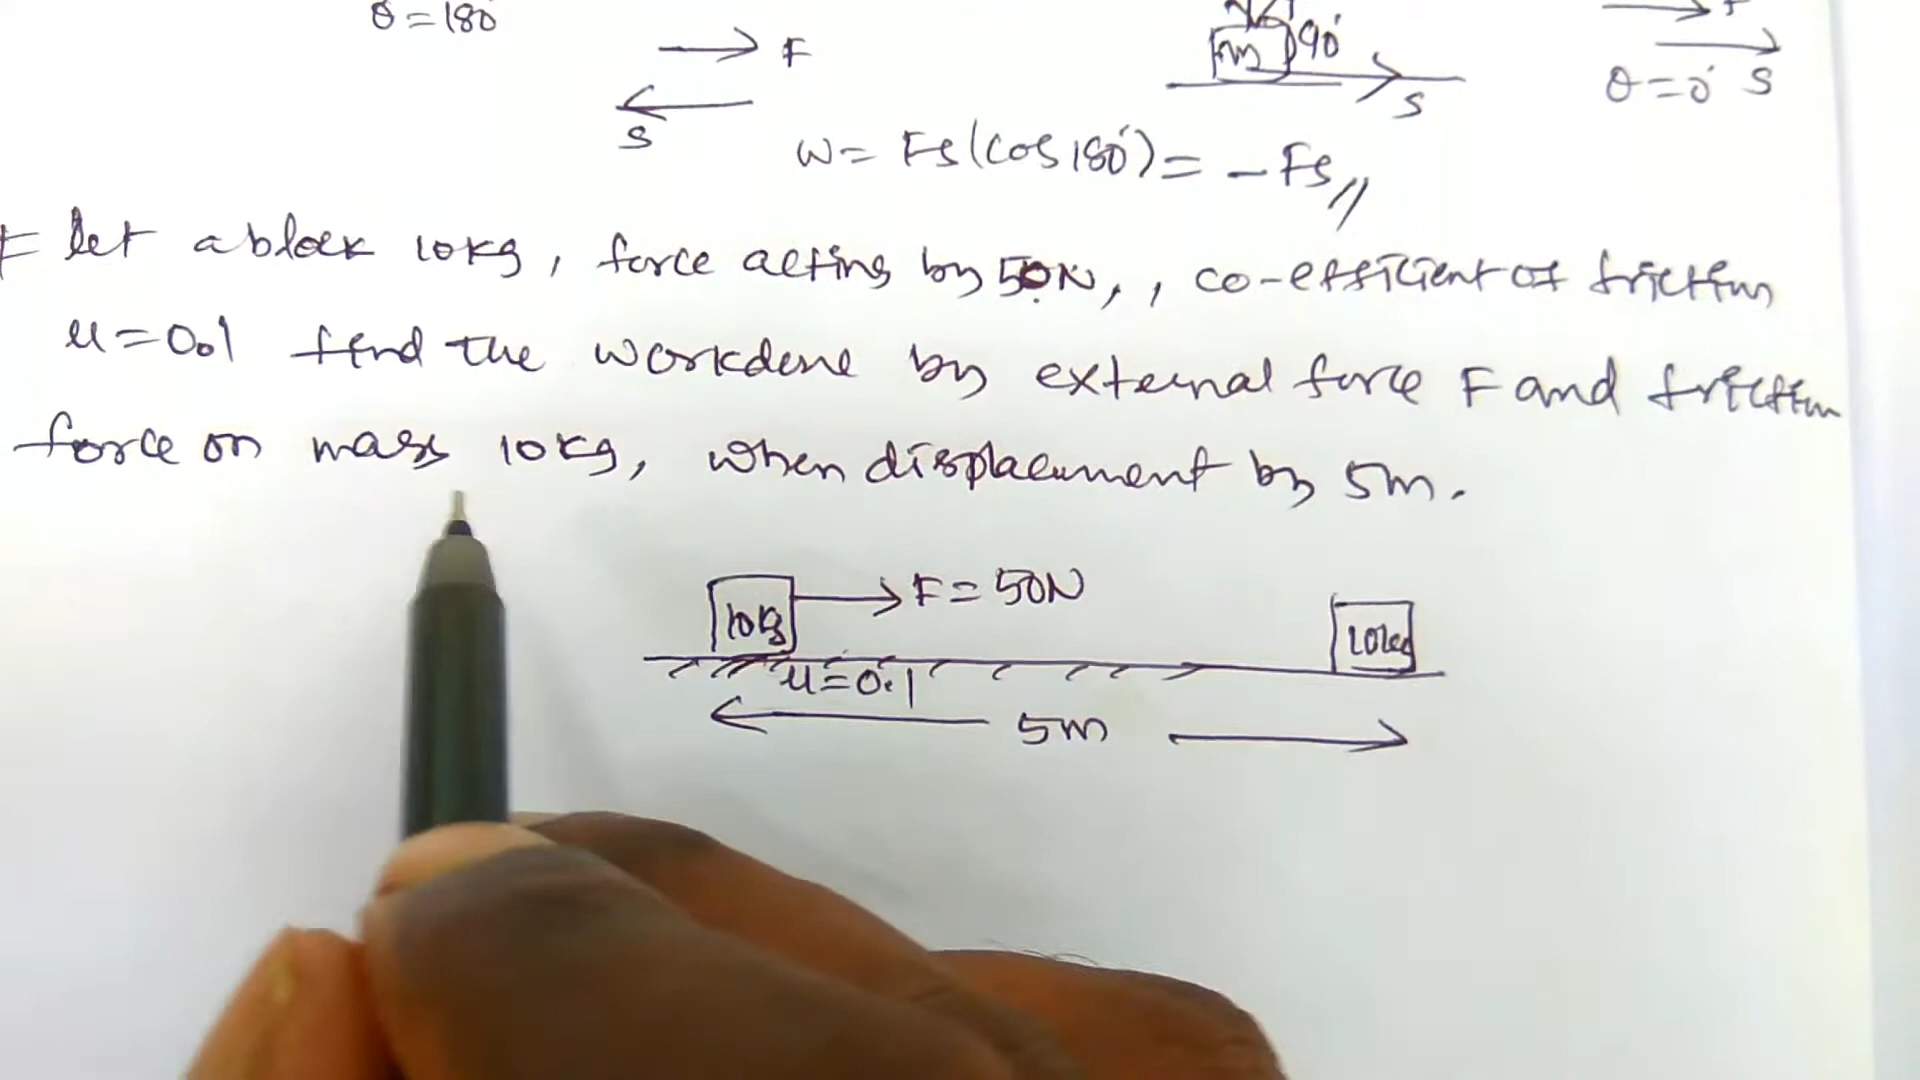 θ=180°
F
S
m 90°
S
F
θ=0° S
W= Fs(cos180°)= -Fs//
let a block 10kg, force acting by 50N, , co-efficient of friction
μ=0.1 find the workdone by external force F and friction
force on mass 10kg, when displacement by 5m.
10kg F=50N 10kg
μ=0.1
5m